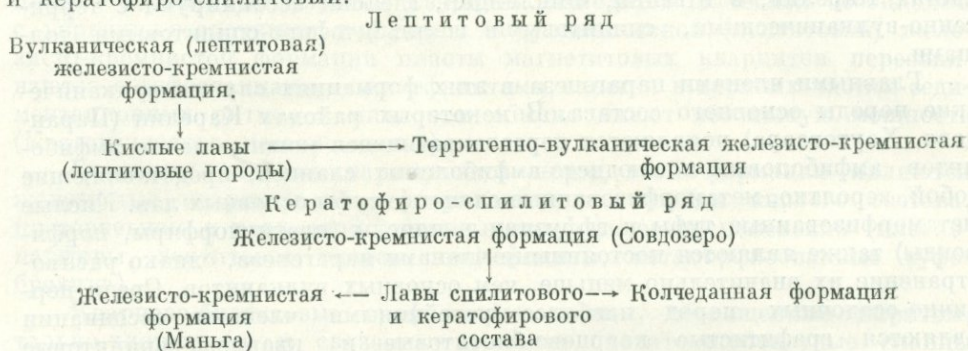 Лептитовый ряд
Вулканическая (лептитовая)
железисто-кремнистая
формация.
Кислые лавы → Терригенно-вулканическая железисто-кремнистая
(лептитовые породы) формация
Кератофиро-спилитовый ряд
Железисто-кремнистая формация (Совдозеро)
Железисто-кремнистая ←— Лавы спилитового —→ Колчеданная формация
формация и кератофирового
(Маньга) состава